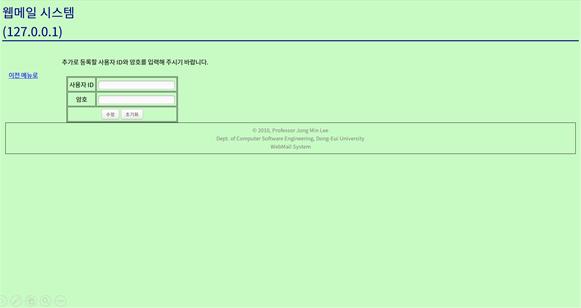 웹메일 시스템
(127.0.0.1)
추가로 등록할 사용자 ID와 암호를 입력해 주시기 바랍니다.
이전 메뉴로
사용자 ID
암호
수정 초기화
© 2018, Professor Jong Min Lee
Dept. of Computer Software Engineering, Dong-Eui University
WebMail System